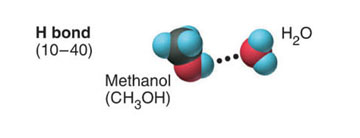 H bond
(10–40)
H₂O
Methanol
(CH₃OH)